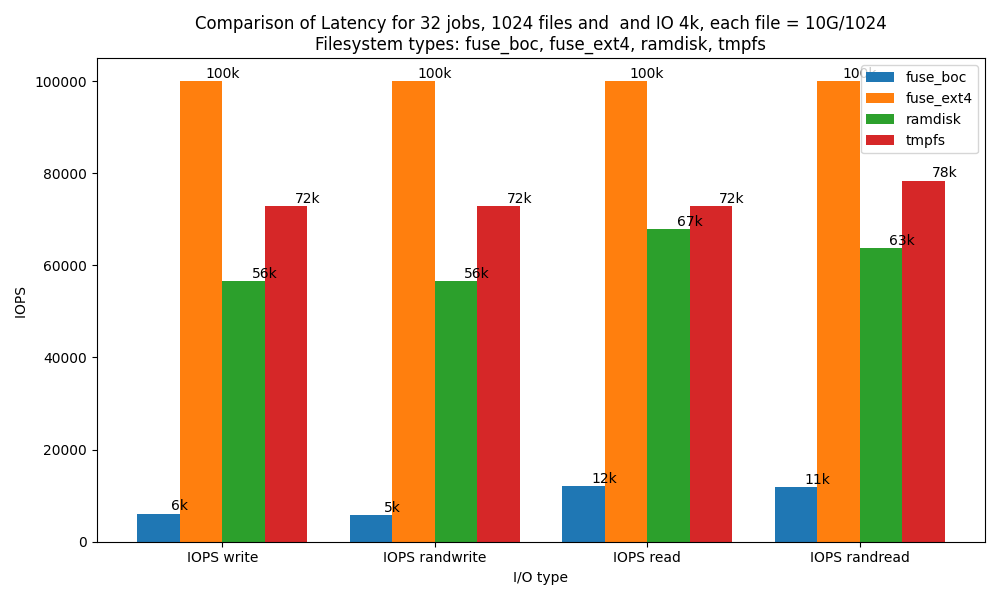 Comparison of Latency for 32 jobs, 1024 files and  and IO 4k, each file = 10G/1024
Filesystem types: fuse_boc, fuse_ext4, ramdisk, tmpfs
IOPS
100000
80000
60000
40000
20000
0
6k
100k
56k
72k
5k
100k
56k
72k
12k
100k
67k
72k
11k
100k
63k
78k
fuse_boc
fuse_ext4
ramdisk
tmpfs
IOPS write
IOPS randwrite
IOPS read
IOPS randread
I/O type